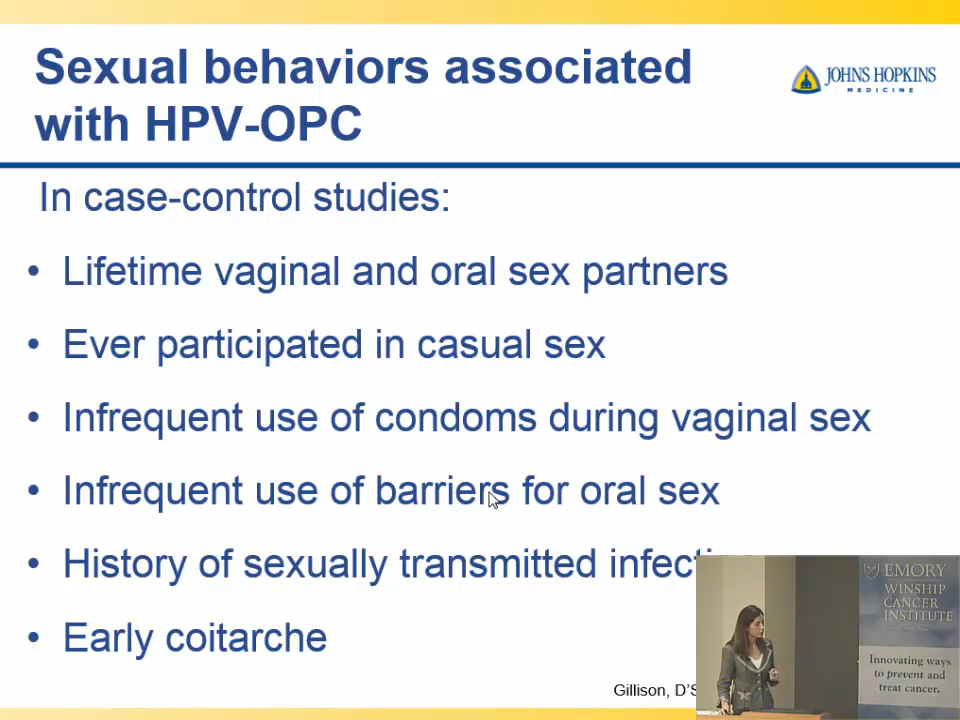 Sexual behaviors associated
with HPV-OPC
JOHNS HOPKINS
MEDICINE
In case-control studies:
• Lifetime vaginal and oral sex partners
• Ever participated in casual sex
• Infrequent use of condoms during vaginal sex
• Infrequent use of barriers for oral sex
• History of sexually transmitted
• Early coitarche
Gillison,
EMORY
WINSHIP
CANCER
INSTITUTE
Innovating ways
to prevent and
treat cancer.